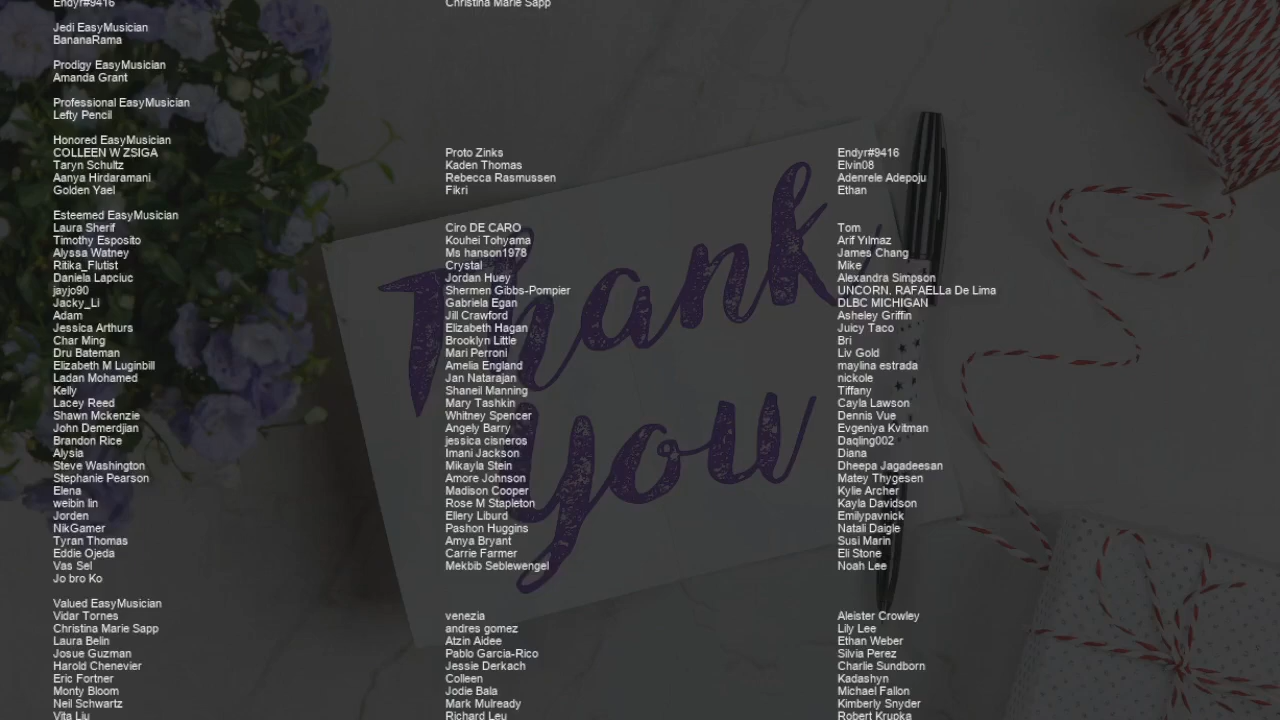 Endyr#9416 Christina Marie Sapp
Jedi EasyMusician
BananaRama
Prodigy EasyMusician
Amanda Grant
Professional EasyMusician
Lefty Pencil
Honored EasyMusician
COLLEEN W ZSIGA Proto Zinks Endyr#9416
Taryn Schultz Kaden Thomas Elvin08
Aanya Hirdaramani Rebecca Rasmussen Adenrele Adepoju
Golden Yael Fikri Ethan
Esteemed EasyMusician
Laura Sherif Ciro DE CARO Tom
Timothy Esposito Kouhei Tohyama Arif Yılmaz
Alyssa Watney Ms hanson1978 James Chang
Ritika_Flutist Crystal Mike
Daniela Lapciuc Jordan Huey Alexandra Simpson
jayjo90 Shermen Gibbs-Pompier UNCORN. RAFAELLa De Lima
Jacky_Li Gabriela Egan DLBC MICHIGAN
Adam Jill Crawford Asheley Griffin
Jessica Arthurs Elizabeth Hagan Juicy Taco
Char Ming Brooklyn Little Bri
Dru Bateman Mari Perroni Liv Gold
Elizabeth M Luginbill Amelia England maylina estrada
Ladan Mohamed Jan Natarajan nickole
Kelly Shaneil Manning Tiffany
Lacey Reed Mary Tashkin Cayla Lawson
Shawn Mckenzie Whitney Spencer Dennis Vue
John Demerdjian Angely Barry Evgeniya Kvitman
Brandon Rice jessica cisneros Daqling002
Alysia Imani Jackson Diana
Steve Washington Mikayla Stein Dheepa Jagadeesan
Stephanie Pearson Amore Johnson Matey Thygesen
Elena Madison Cooper Kylie Archer
weibin lin Rose M Stapleton Kayla Davidson
Jorden Ellery Liburd Emilypavnick
NikGamer Pashon Huggins Natali Daigle
Tyran Thomas Amya Bryant Susi Marin
Eddie Ojeda Carrie Farmer Eli Stone
Vas Sel Mekbib Seblewengel Noah Lee
Jo bro Ko
Valued EasyMusician
Vidar Tornes venezia Aleister Crowley
Christina Marie Sapp andres gomez Lily Lee
Laura Belin Atzin Aidee Ethan Weber
Josue Guzman Pablo Garcia-Rico Silvia Perez
Harold Chenevier Jessie Derkach Charlie Sundborn
Eric Fortner Colleen Kadashyn
Monty Bloom Jodie Bala Michael Fallon
Neil Schwartz Mark Mulready Kimberly Snyder
Vita Liu Richard Leu Robert Krupka
Thank
you